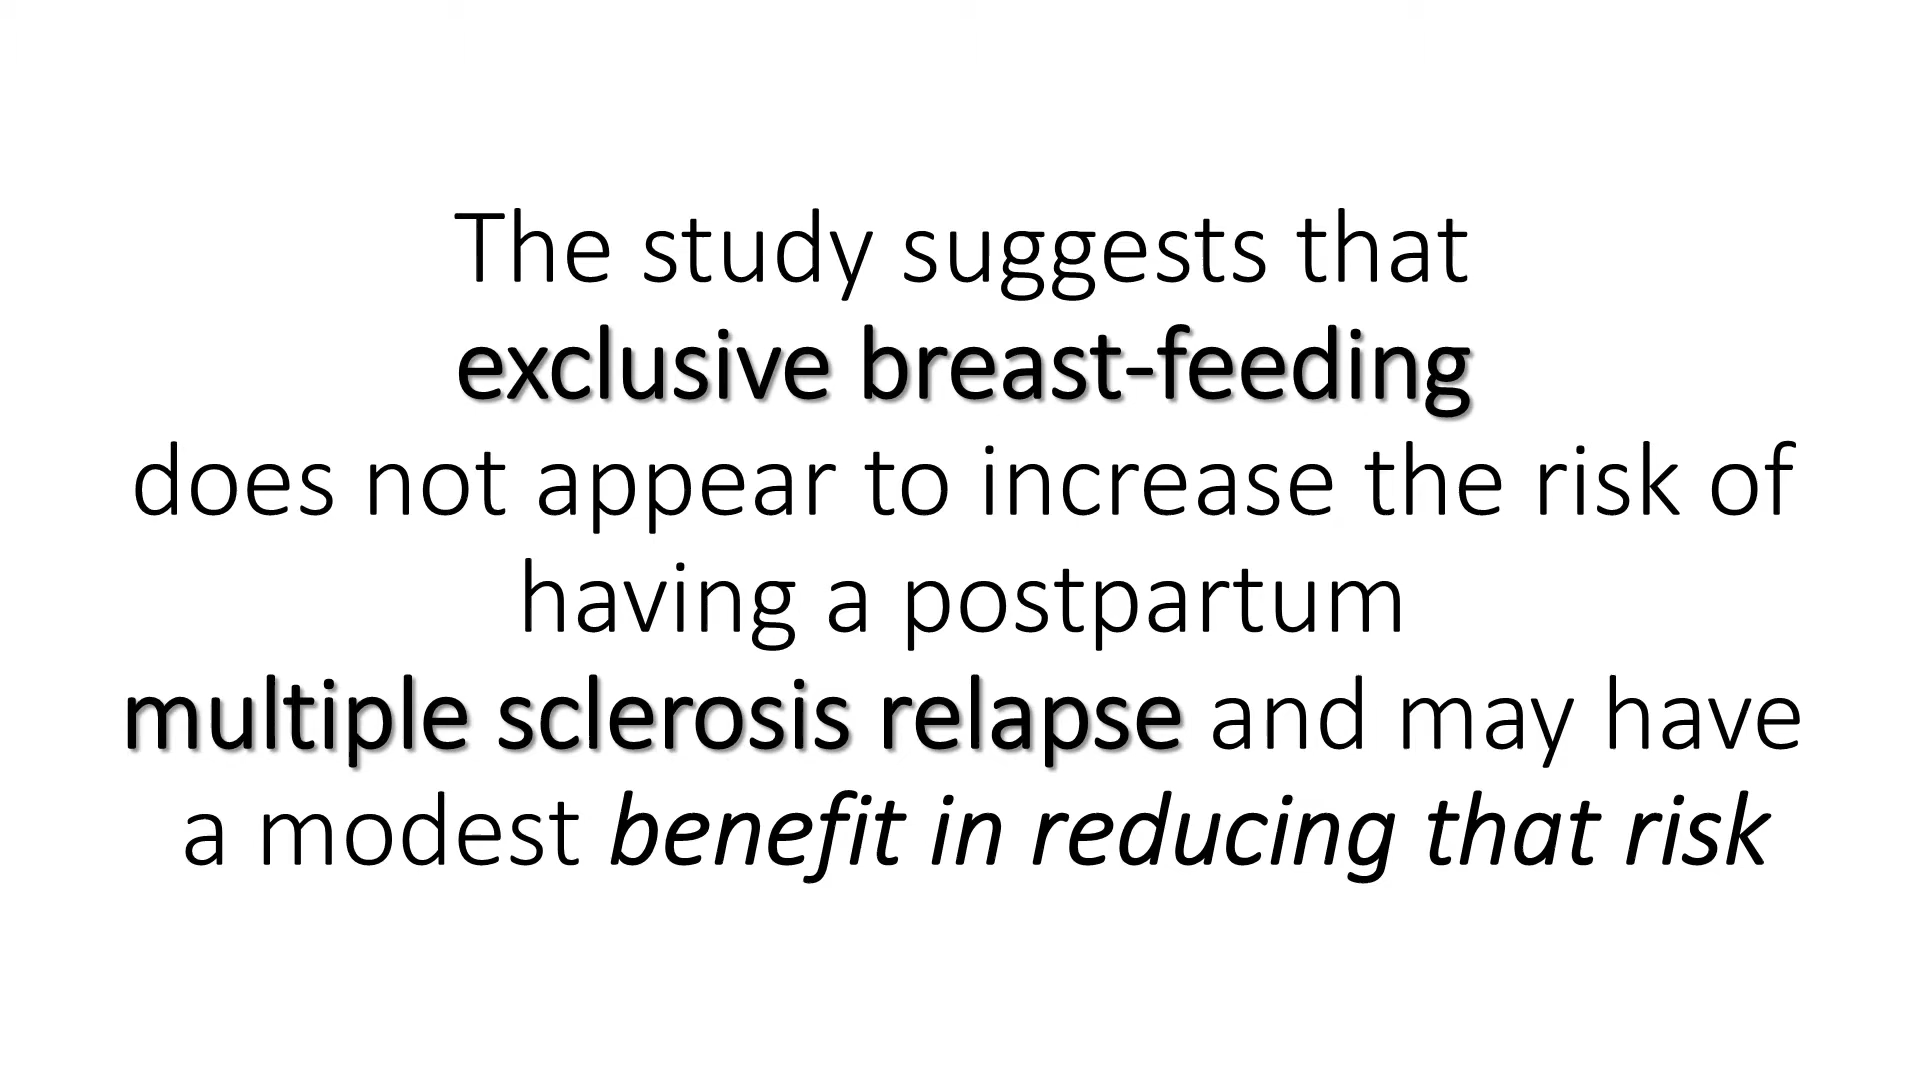 The study suggests that
exclusive breast-feeding
does not appear to increase the risk of
having a postpartum
multiple sclerosis relapse and may have
a modest benefit in reducing that risk